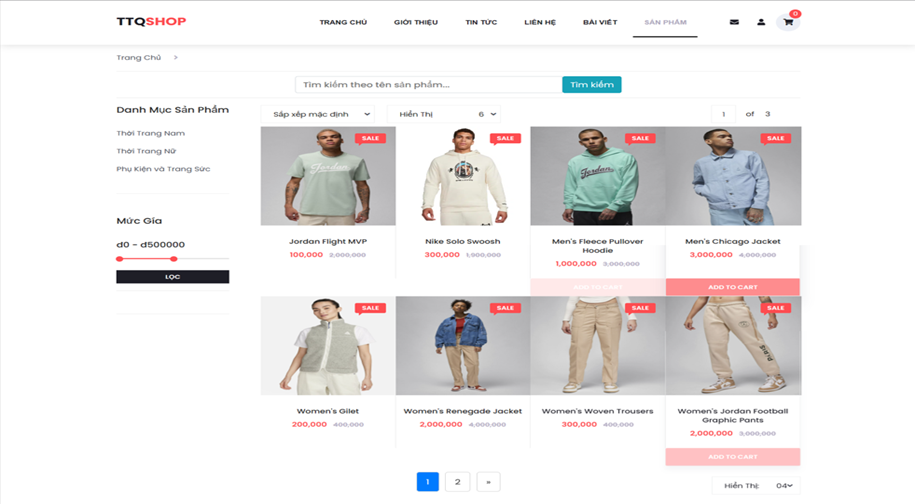 TTQSHOP
TRANG CHỦ GIỚI THIỆU TIN TỨC LIÊN HỆ BÀI VIẾT SẢN PHẨM
0
Trang Chủ >
Tìm kiếm theo tên sản phẩm... Tìm kiếm
Danh Mục Sản Phẩm
Thời Trang Nam
Thời Trang Nữ
Phụ Kiện và Trang Sức
Mức Gía
đ0 - đ500000
LỌC
Sắp xếp mặc định Hiển Thị 6 1 of 3
SALE SALE SALE SALE
Jordan
Jordan
Jordan Flight MVP
100,000 2,000,000
Nike Solo Swoosh
300,000 1,900,000
Men's Fleece Pullover
Hoodie
1,000,000 3,000,000
ADD TO CART
Men's Chicago Jacket
3,000,000 4,000,000
ADD TO CART
SALE SALE SALE SALE
Women's Gilet
200,000 400,000
Women's Renegade Jacket
2,000,000 4,000,000
Women's Woven Trousers
300,000 400,000
Women's Jordan Football
Graphic Pants
2,000,000 3,000,000
ADD TO CART
1 2 »
Hiển Thị: 04